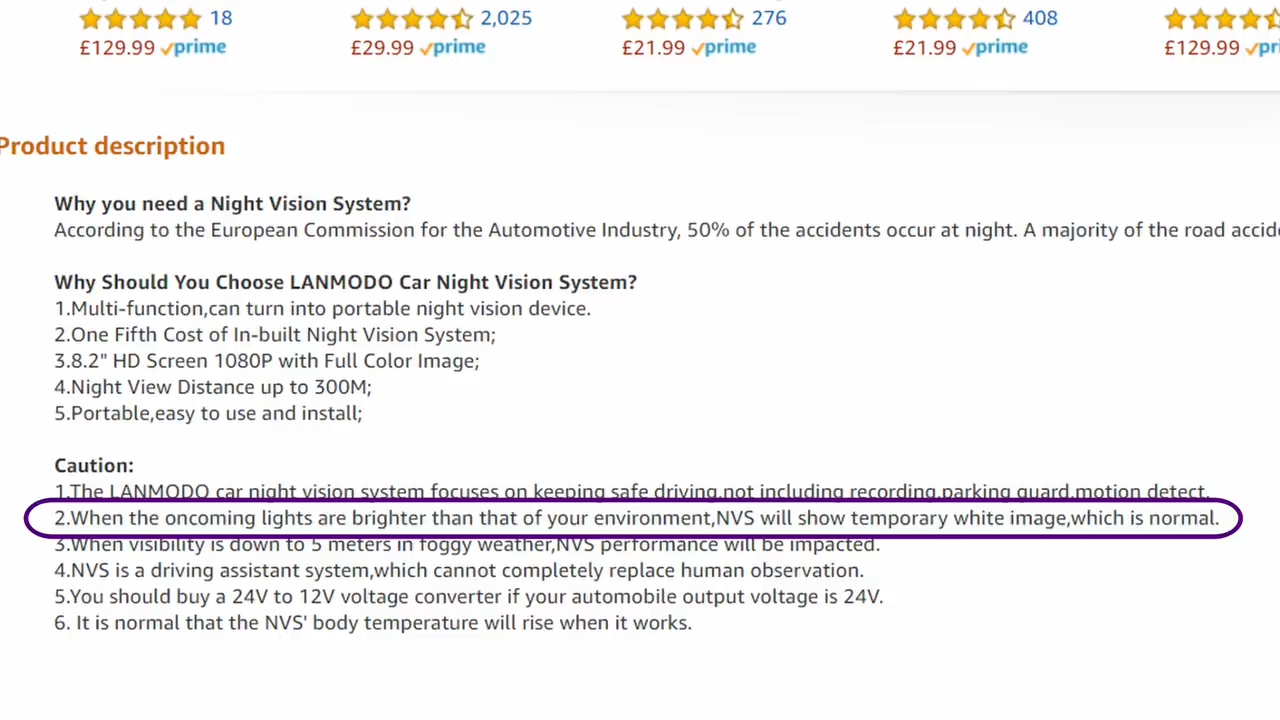 18 2,025 276 408
£129.99 prime £29.99 prime £21.99 prime £21.99 prime £129.99
Product description
Why you need a Night Vision System?
According to the European Commission for the Automotive Industry, 50% of the accidents occur at night. A majority of the road
Why Should You Choose LANMODO Car Night Vision System?
1.Multi-function,can turn into portable night vision device.
2.One Fifth Cost of In-built Night Vision System;
3.8.2" HD Screen 1080P with Full Color Image;
4.Night View Distance up to 300M;
5.Portable,easy to use and install;
Caution:
1.The LANMODO car night vision system focuses on keeping safe driving,not including recording,parking guard,motion detect.
2.When the oncoming lights are brighter than that of your environment,NVS will show temporary white image,which is normal.
3.When visibility is down to 5 meters in foggy weather,NVS performance will be impacted.
4.NVS is a driving assistant system,which cannot completely replace human observation.
5.You should buy a 24V to 12V voltage converter if your automobile output voltage is 24V.
6. It is normal that the NVS' body temperature will rise when it works.